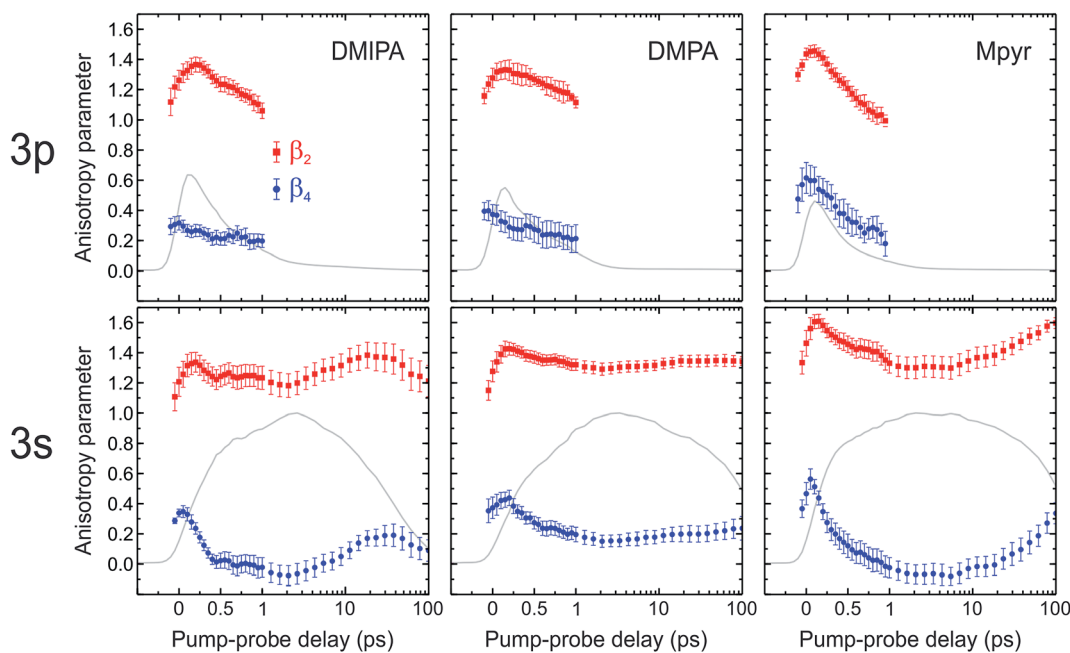 DMIPA
DMPA
Mpyr
3p
Anisotropy parameter
1.6
1.4
1.2
1.0
0.8
0.6
0.4
0.2
0.0
β2
β4
3s
Anisotropy parameter
1.6
1.4
1.2
1.0
0.8
0.6
0.4
0.2
0.0
0 0.5 1 10 100
0 0.5 1 10 100
0 0.5 1 10 100
Pump-probe delay (ps)
Pump-probe delay (ps)
Pump-probe delay (ps)